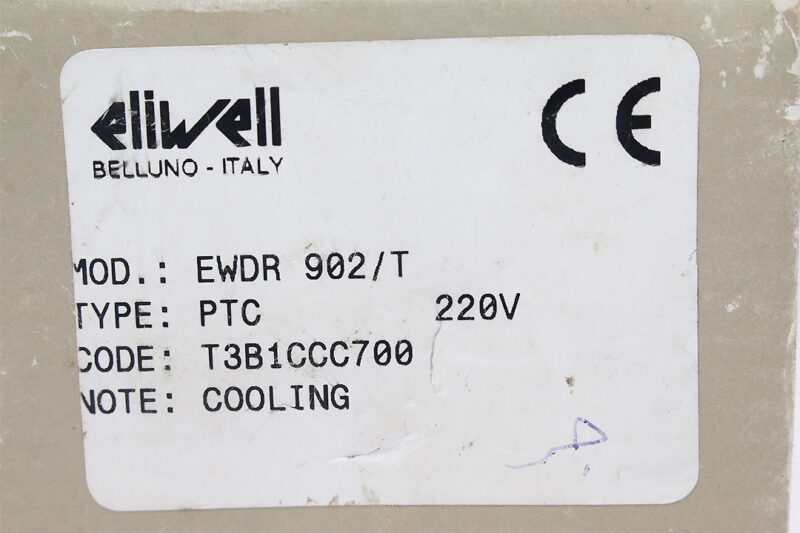 eliwell CE
BELLUNO - ITALY
MOD.: EWDR 902/T
TYPE: PTC 220V
CODE: T3B1CCC700
NOTE: COOLING